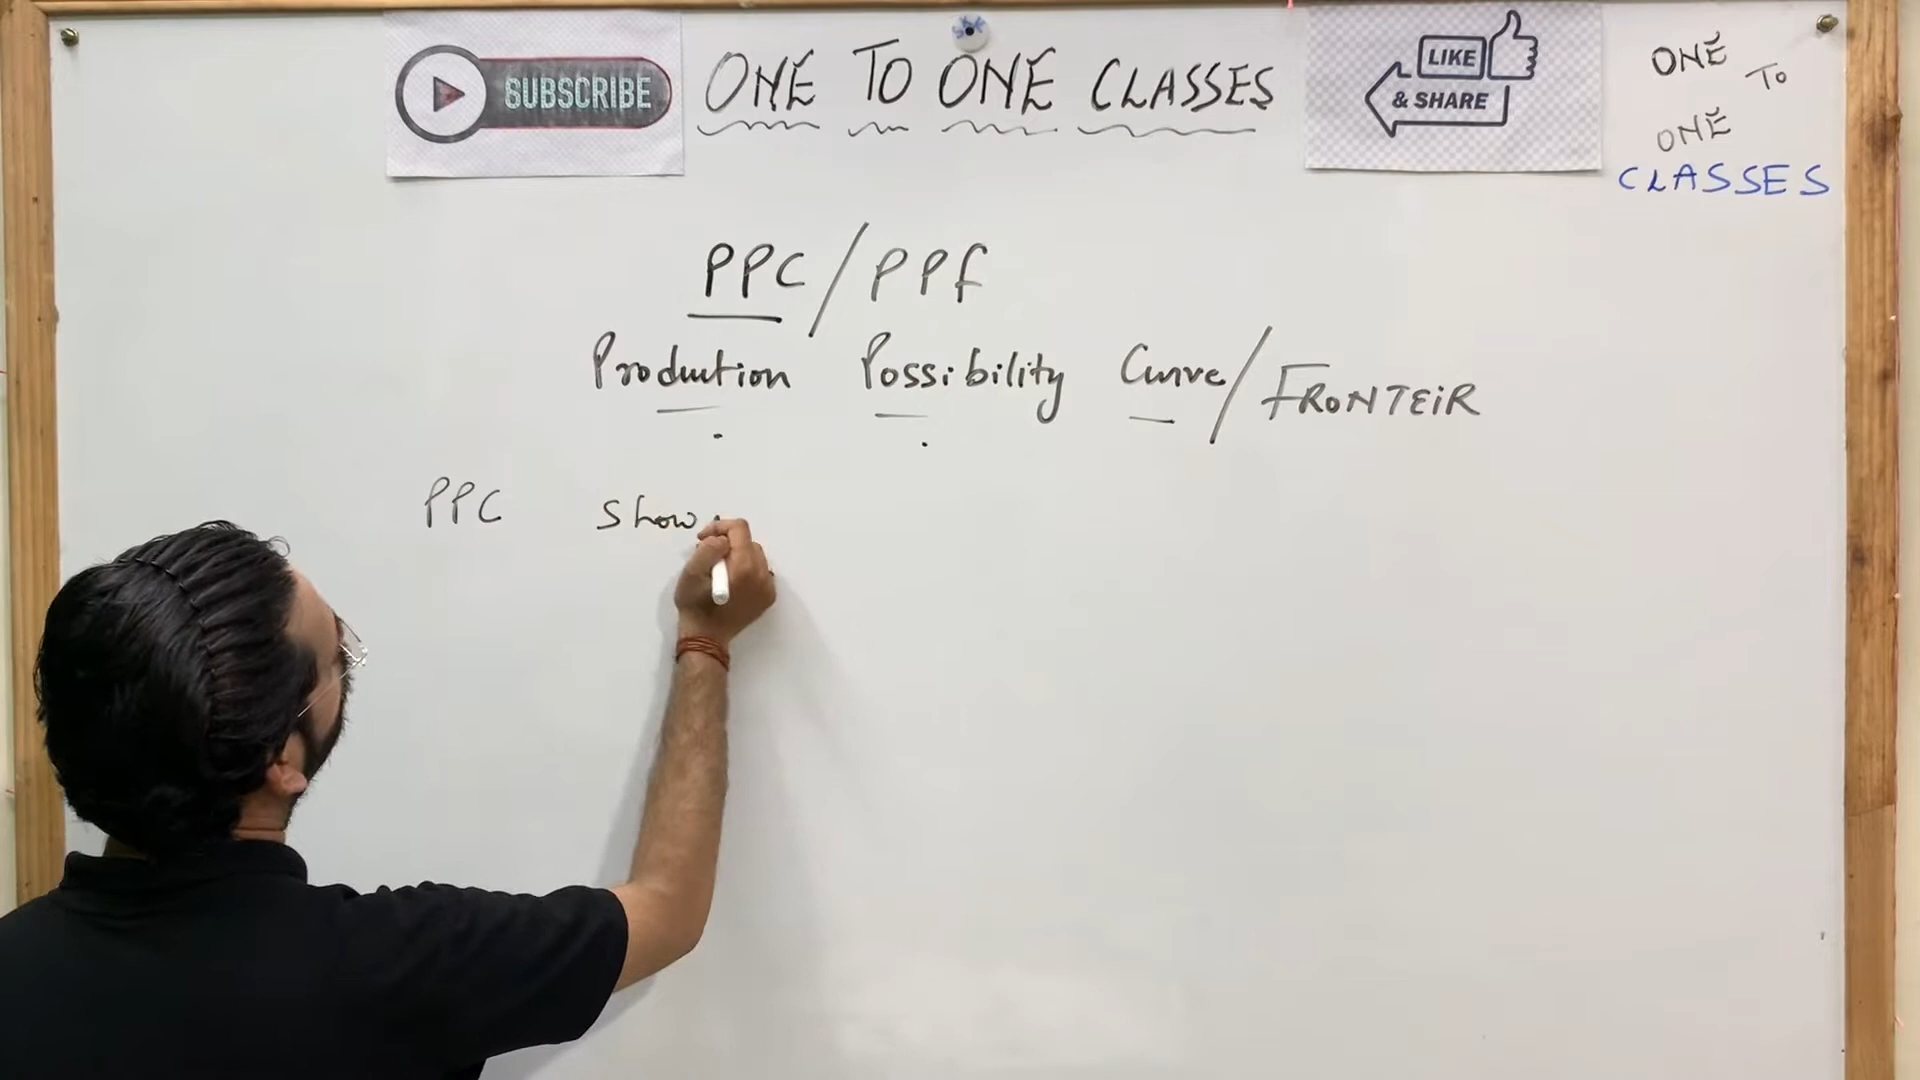 SUBSCRIBE
ONE TO ONE CLASSES
LIKE
& SHARE
ONE
TO
ONE
CLASSES
PPC/PPf
Production Possibility Curve/FRONTEiR
PPC Show